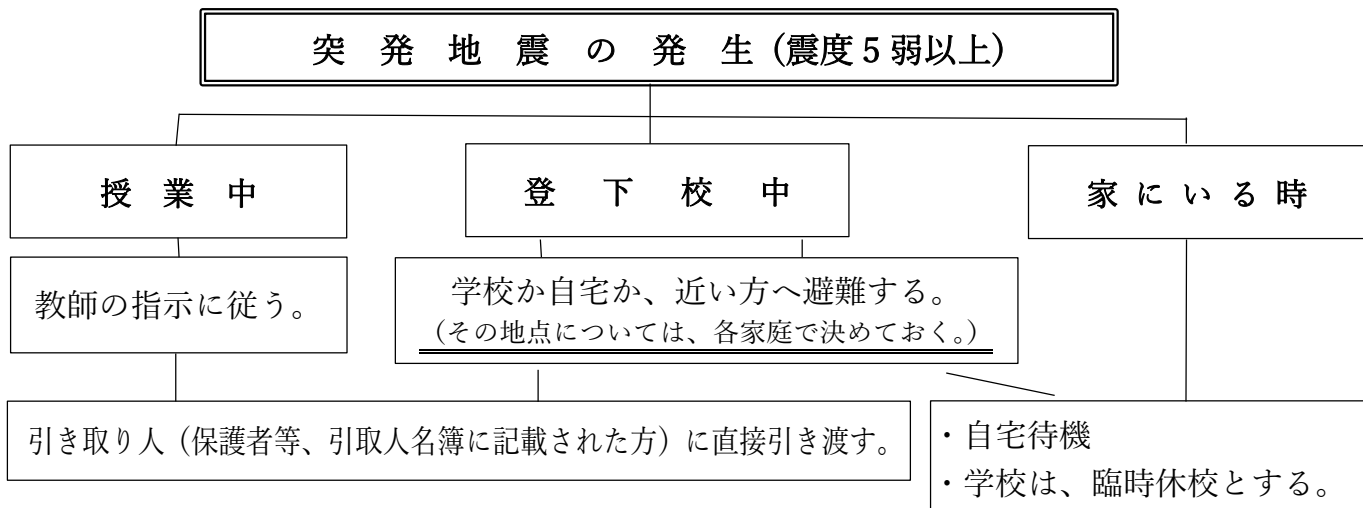 突発地震の発生(震度5弱以上)
授業中
登下校中
家にいる時
教師の指示に従う。
学校か自宅か、近い方へ避難する。
(その地点については、各家庭で決めておく。)
引き取り人(保護者等、引取人名簿に記載された方)に直接引き渡す。
・自宅待機
・学校は、臨時休校とする。